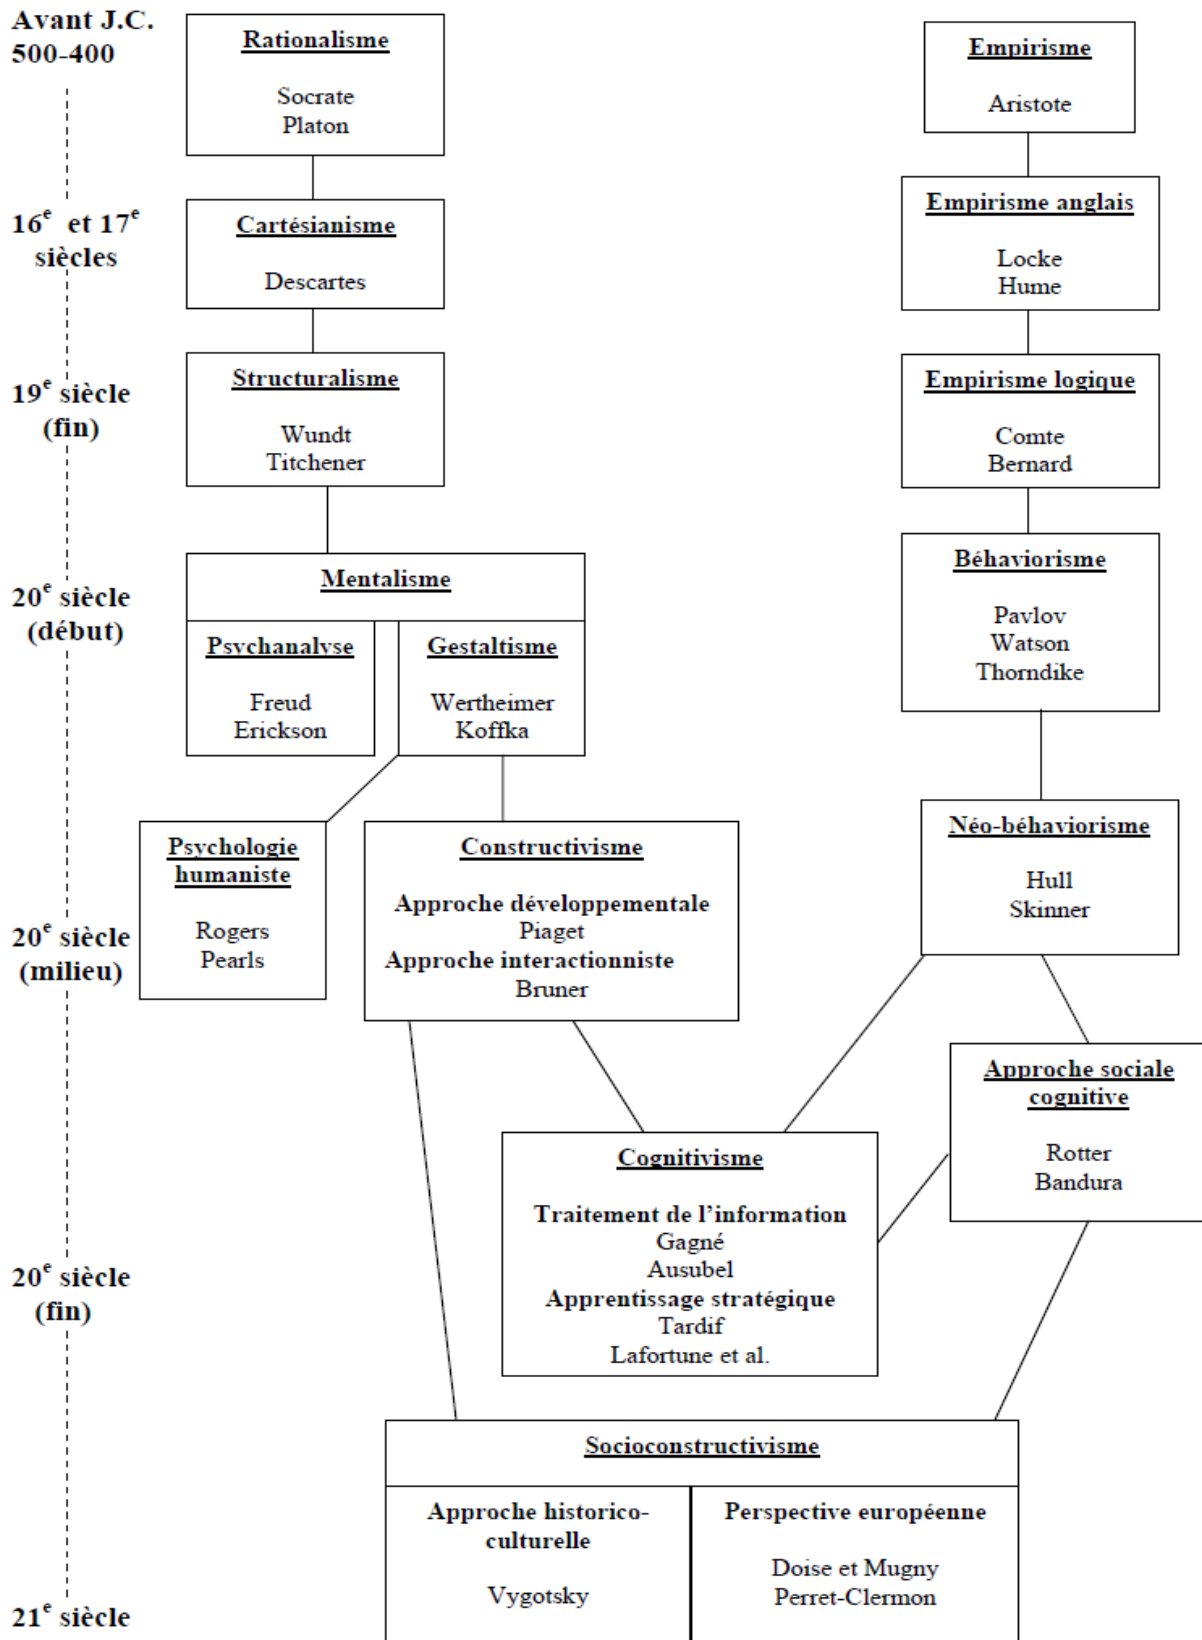 Avant J.C.
500-400
Rationalisme
Socrate
Platon
Empirisme
Aristote
16e et 17e
siècles
Cartésianisme
Descartes
Empirisme anglais
Locke
Hume
19e siècle
(fin)
Structuralisme
Wundt
Titchener
Empirisme logique
Comte
Bernard
20e siècle
(début)
Mentalisme
Psychanalyse
Freud
Erickson
Gestaltisme
Wertheimer
Koffka
Béhaviorisme
Pavlov
Watson
Thorndike
20e siècle
(milieu)
Psychologie
humaniste
Rogers
Pearls
Constructivisme
Approche développementale
Piaget
Approche interactionniste
Bruner
Néo-béhaviorisme
Hull
Skinner
Approche sociale
cognitive
Rotter
Bandura
20e siècle
(fin)
Cognitivisme
Traitement de l'information
Gagné
Ausubel
Apprentissage stratégique
Tardif
Lafortune et al.
Socioconstructivisme
Approche historico-
culturelle
Vygotsky
Perspective européenne
Doise et Mugny
Perret-Clermon
21e siècle